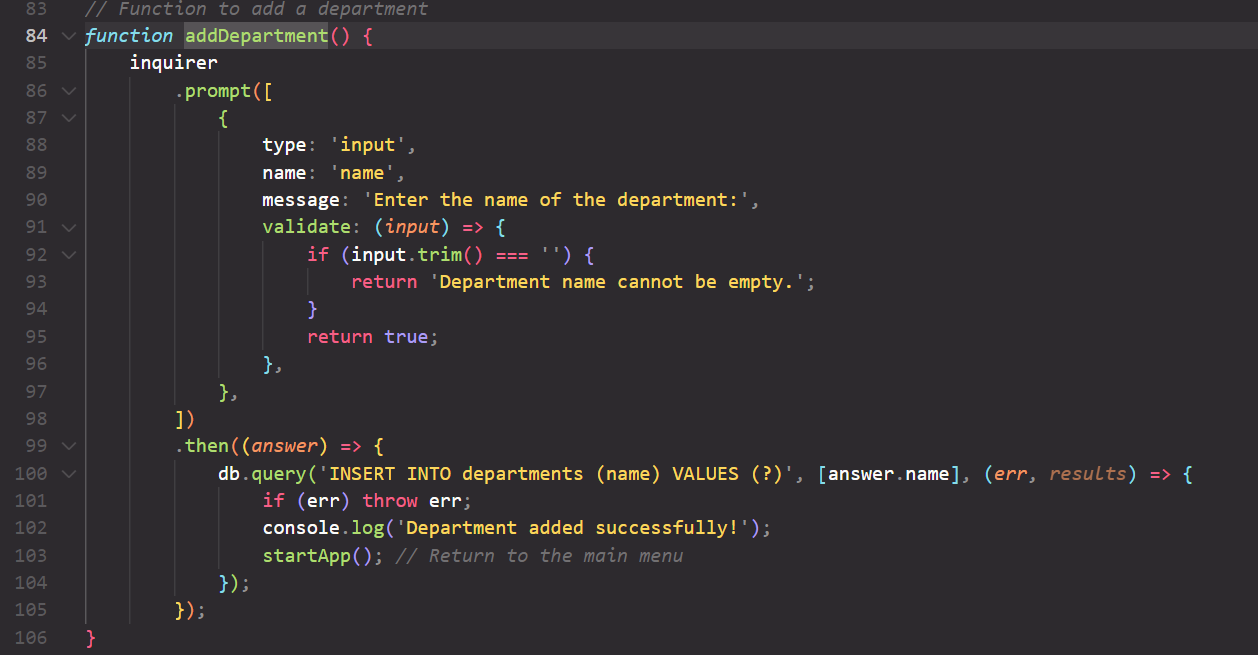 83 // Function to add a department
84 function addDepartment() {
85     inquirer
86         .prompt([
87             {
88                 type: 'input',
89                 name: 'name',
90                 message: 'Enter the name of the department:',
91                 validate: (input) => {
92                     if (input.trim() === '') {
93                         return 'Department name cannot be empty.';
94                     }
95                     return true;
96                 },
97             },
98         ])
99         .then((answer) => {
100             db.query('INSERT INTO departments (name) VALUES (?)', [answer.name], (err, results) => {
101                 if (err) throw err;
102                 console.log('Department added successfully!');
103                 startApp(); // Return to the main menu
104             });
105         });
106 }